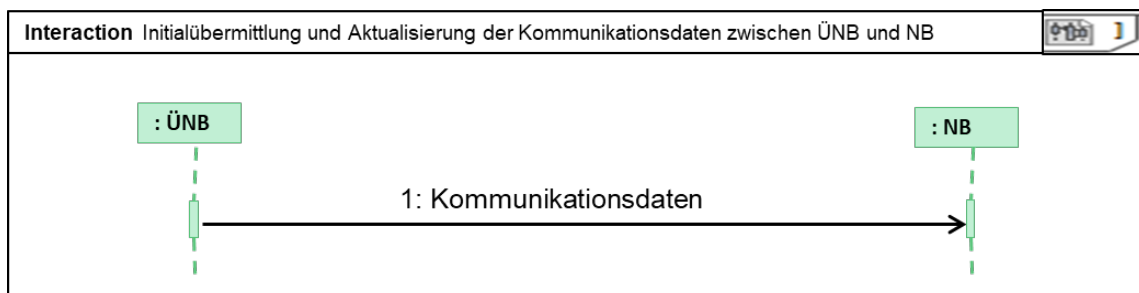 Interaction Initialübermittlung und Aktualisierung der Kommunikationsdaten zwischen ÜNB und NB
: ÜNB
: NB
1: Kommunikationsdaten